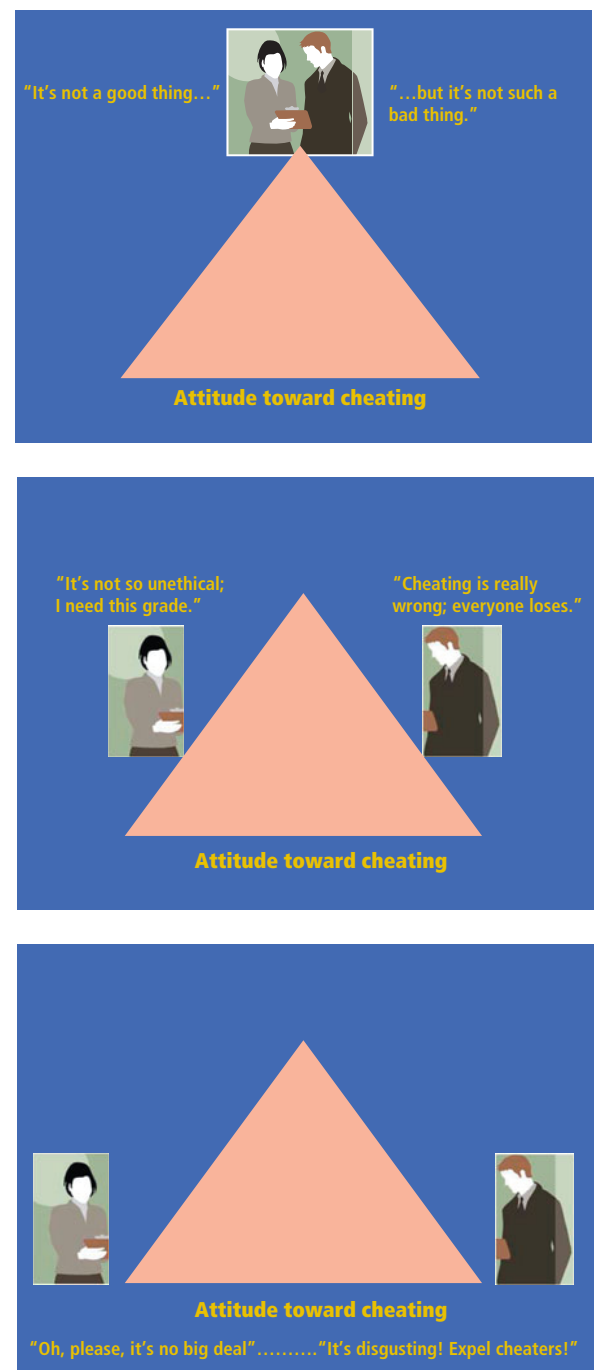 “It’s not a good thing…”
“…but it’s not such a
bad thing.”
Attitude toward cheating
“It’s not so unethical;
I need this grade.”
“Cheating is really
wrong; everyone loses.”
Attitude toward cheating
Attitude toward cheating
“Oh, please, it’s no big deal”..........“It’s disgusting! Expel cheaters!”